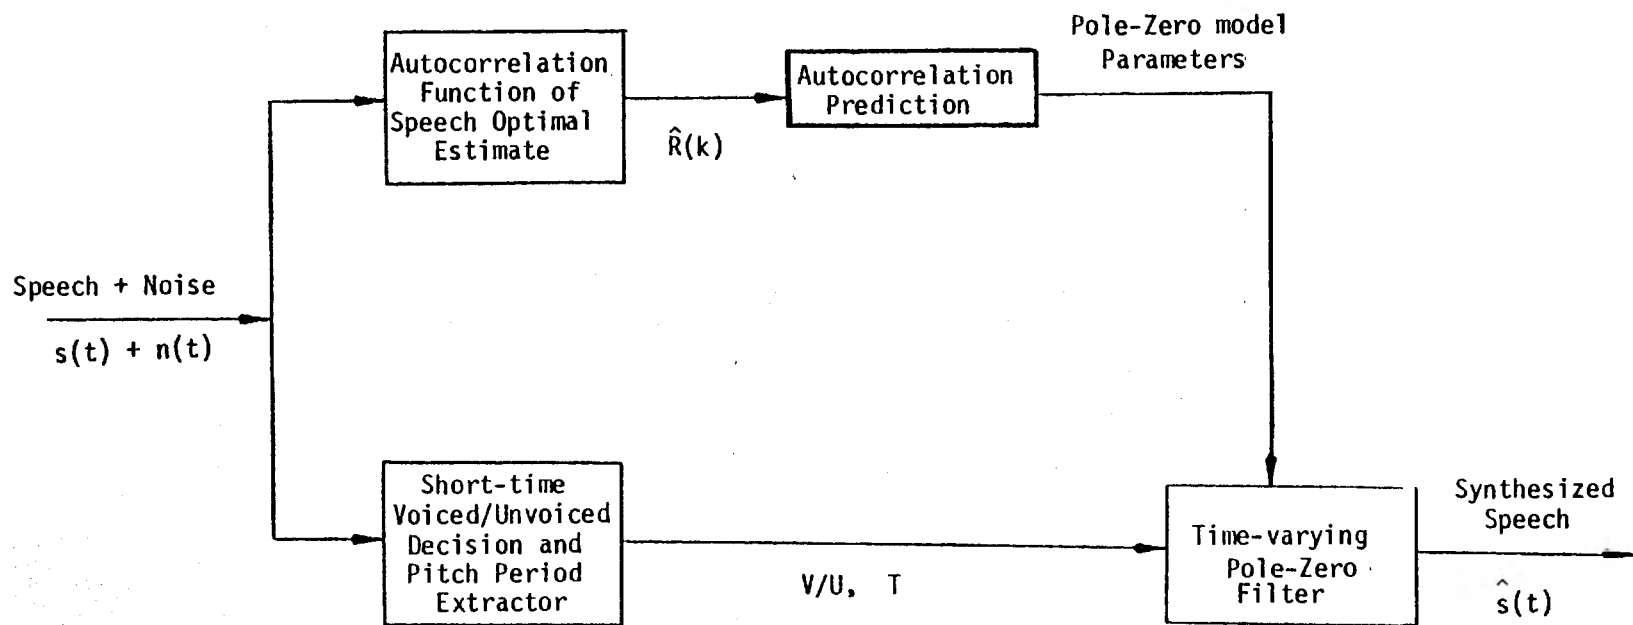 Pole-Zero model
Parameters
Autocorrelation
Function of
Speech Optimal
Estimate
R̂(k)
Autocorrelation
Prediction
Speech + Noise
s(t) + n(t)
Short-time
Voiced/Unvoiced
Decision and
Pitch Period
Extractor
V/U, T
Time-varying
Pole-Zero
Filter
Synthesized
Speech
ŝ(t)